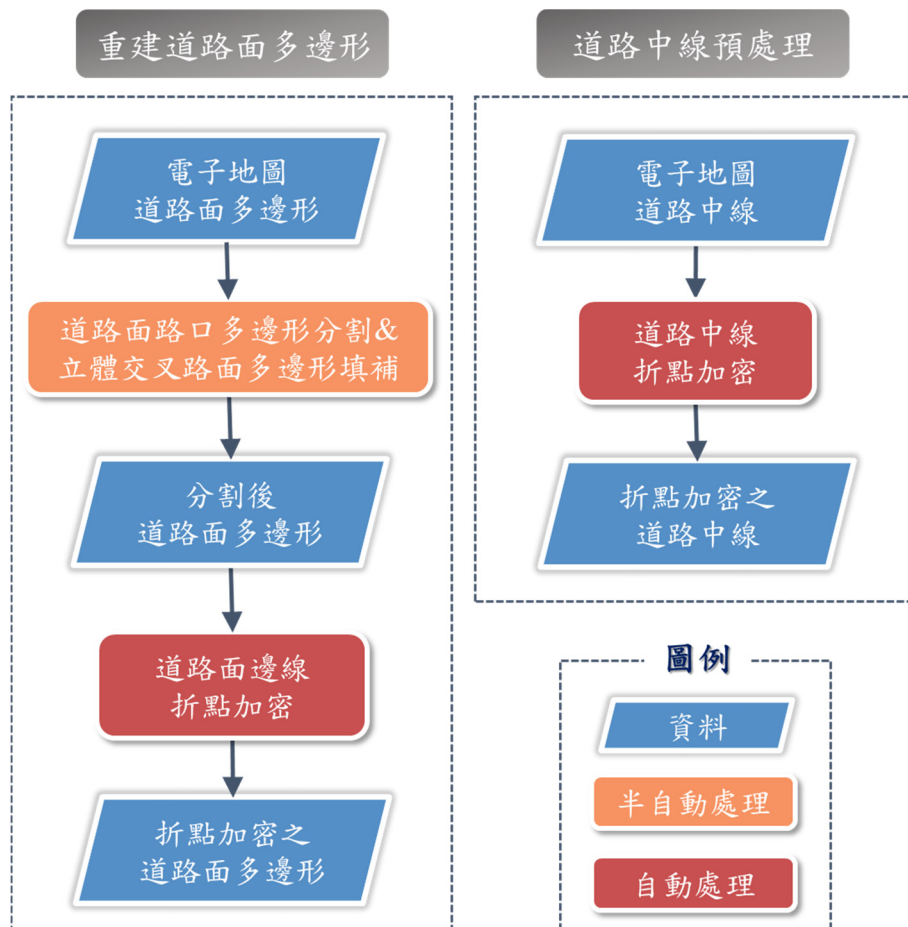 重建道路面多邊形
電子地圖
道路面多邊形
道路面路口多邊形分割&
立體交叉路面多邊形填補
分割後
道路面多邊形
道路面邊線
折點加密
折點加密之
道路面多邊形
道路中線預處理
電子地圖
道路中線
道路中線
折點加密
折點加密之
道路中線
圖例
資料
半自動處理
自動處理